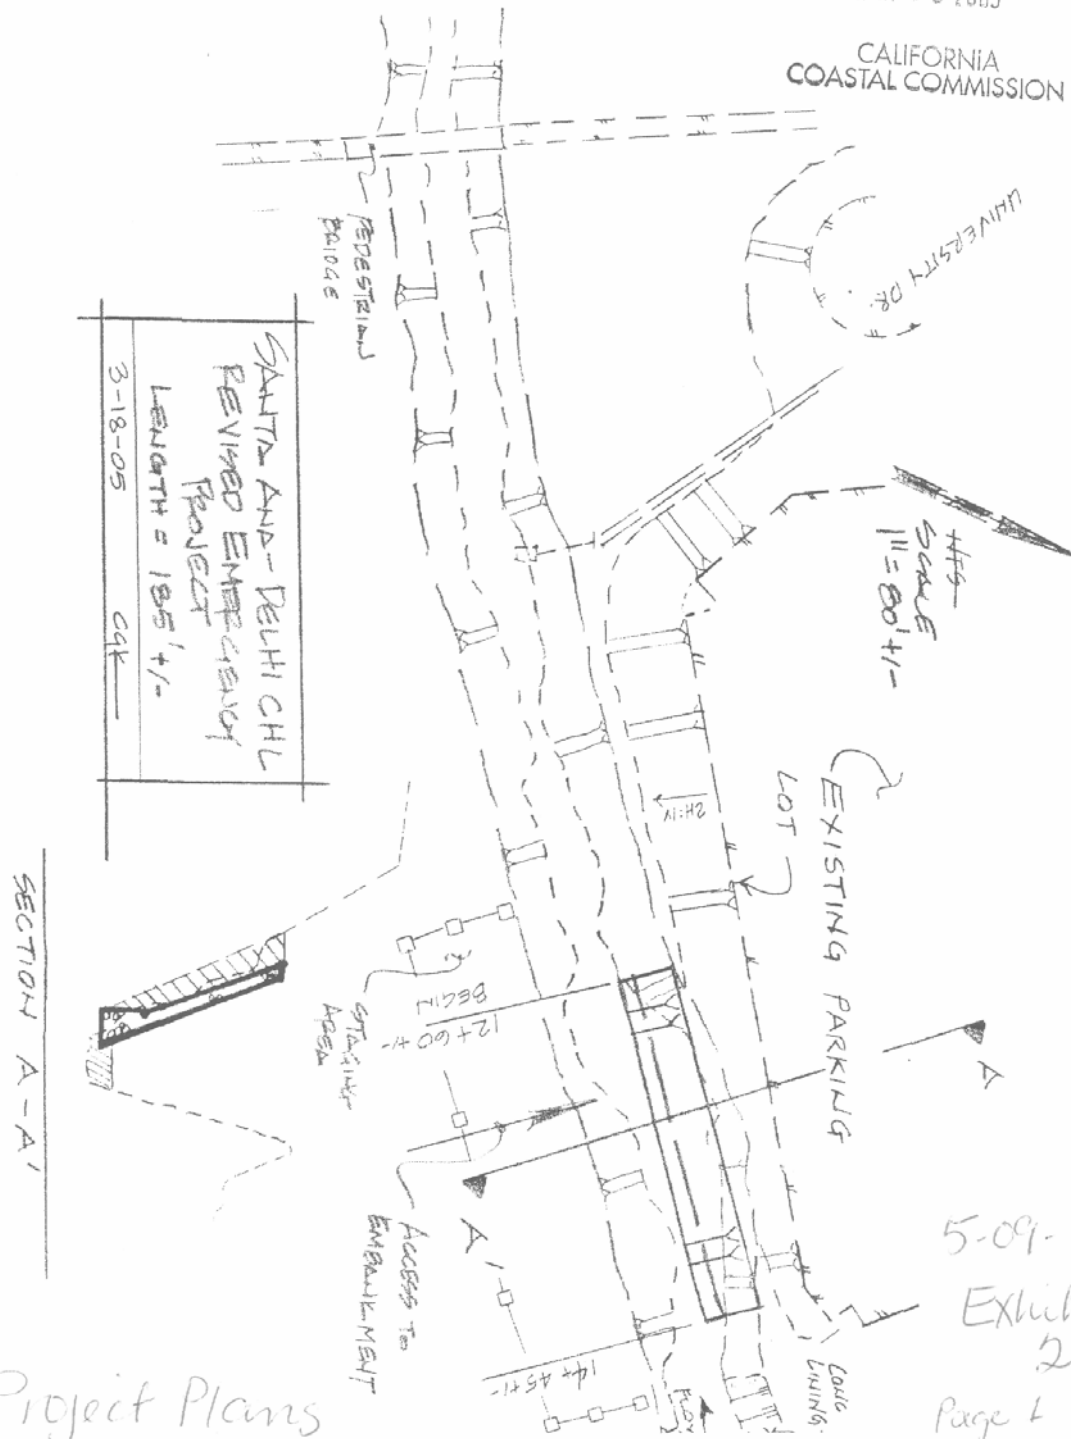 CALIFORNIA
COASTAL COMMISSION
UNIVERSITY DR.
PEDESTRIAN
BRIDGE
SANTA ANA-DELHI CHL
REVISED EMERGENCY
PROJECT
LENGTH = 185' +/-
3-18-05
NTS
SCALE
1" = 80' +/-
EXISTING PARKING
LOT
2H:1V
STAGING
AREA
BEGIN
12+60 +/-
A
A'
ACCESS TO
EMBANKMENT
14+45 +/-
CONC
LINING
FLOW
SECTION A-A'
5-09-
2
Page 1
Project Plans